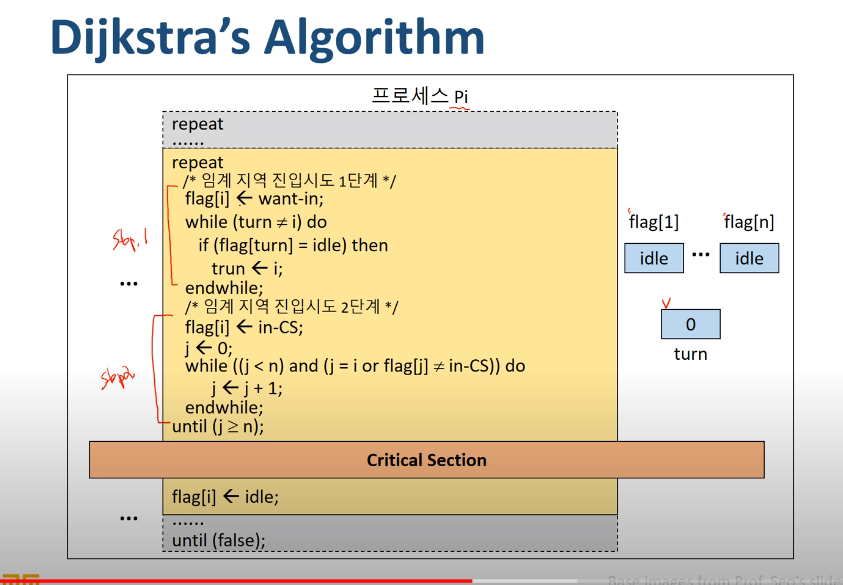 Dijkstra's Algorithm
프로세스 Pi
repeat
......
repeat
/* 임계 지역 진입시도 1단계 */
flag[i] ← want-in;
while (turn ≠ i) do
if (flag[turn] = idle) then
trun ← i;
endwhile;
/* 임계 지역 진입시도 2단계 */
flag[i] ← in-CS;
j ← 0;
while ((j < n) and (j = i or flag[j] ≠ in-CS)) do
j ← j + 1;
endwhile;
until (j ≥ n);
Critical Section
flag[i] ← idle;
......
until (false);
...
...
Step.1
Step2
flag[1] flag[n]
idle ... idle
0
turn
Base images from Prof. Seo's slide